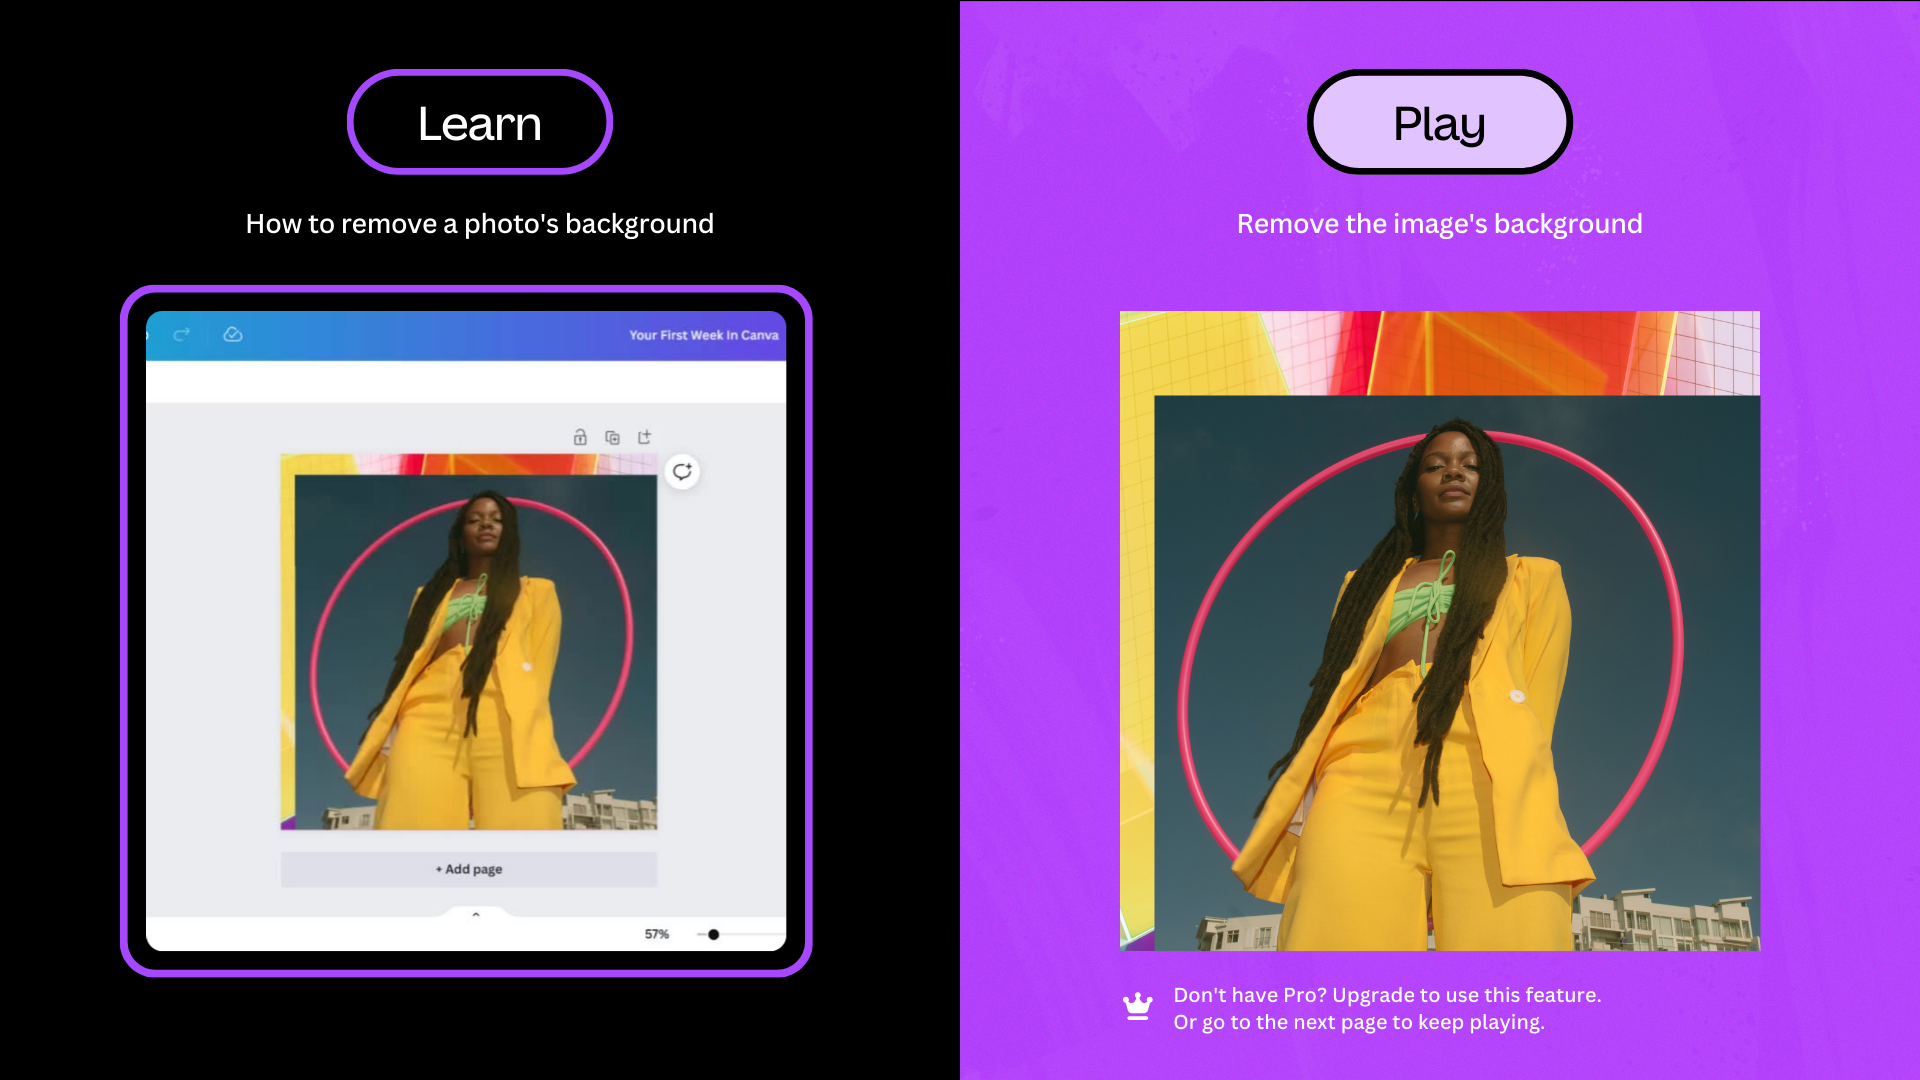 Learn
How to remove a photo's background
Your First Week In Canva
+ Add page
57%
Play
Remove the image's background
Don't have Pro? Upgrade to use this feature.
Or go to the next page to keep playing.